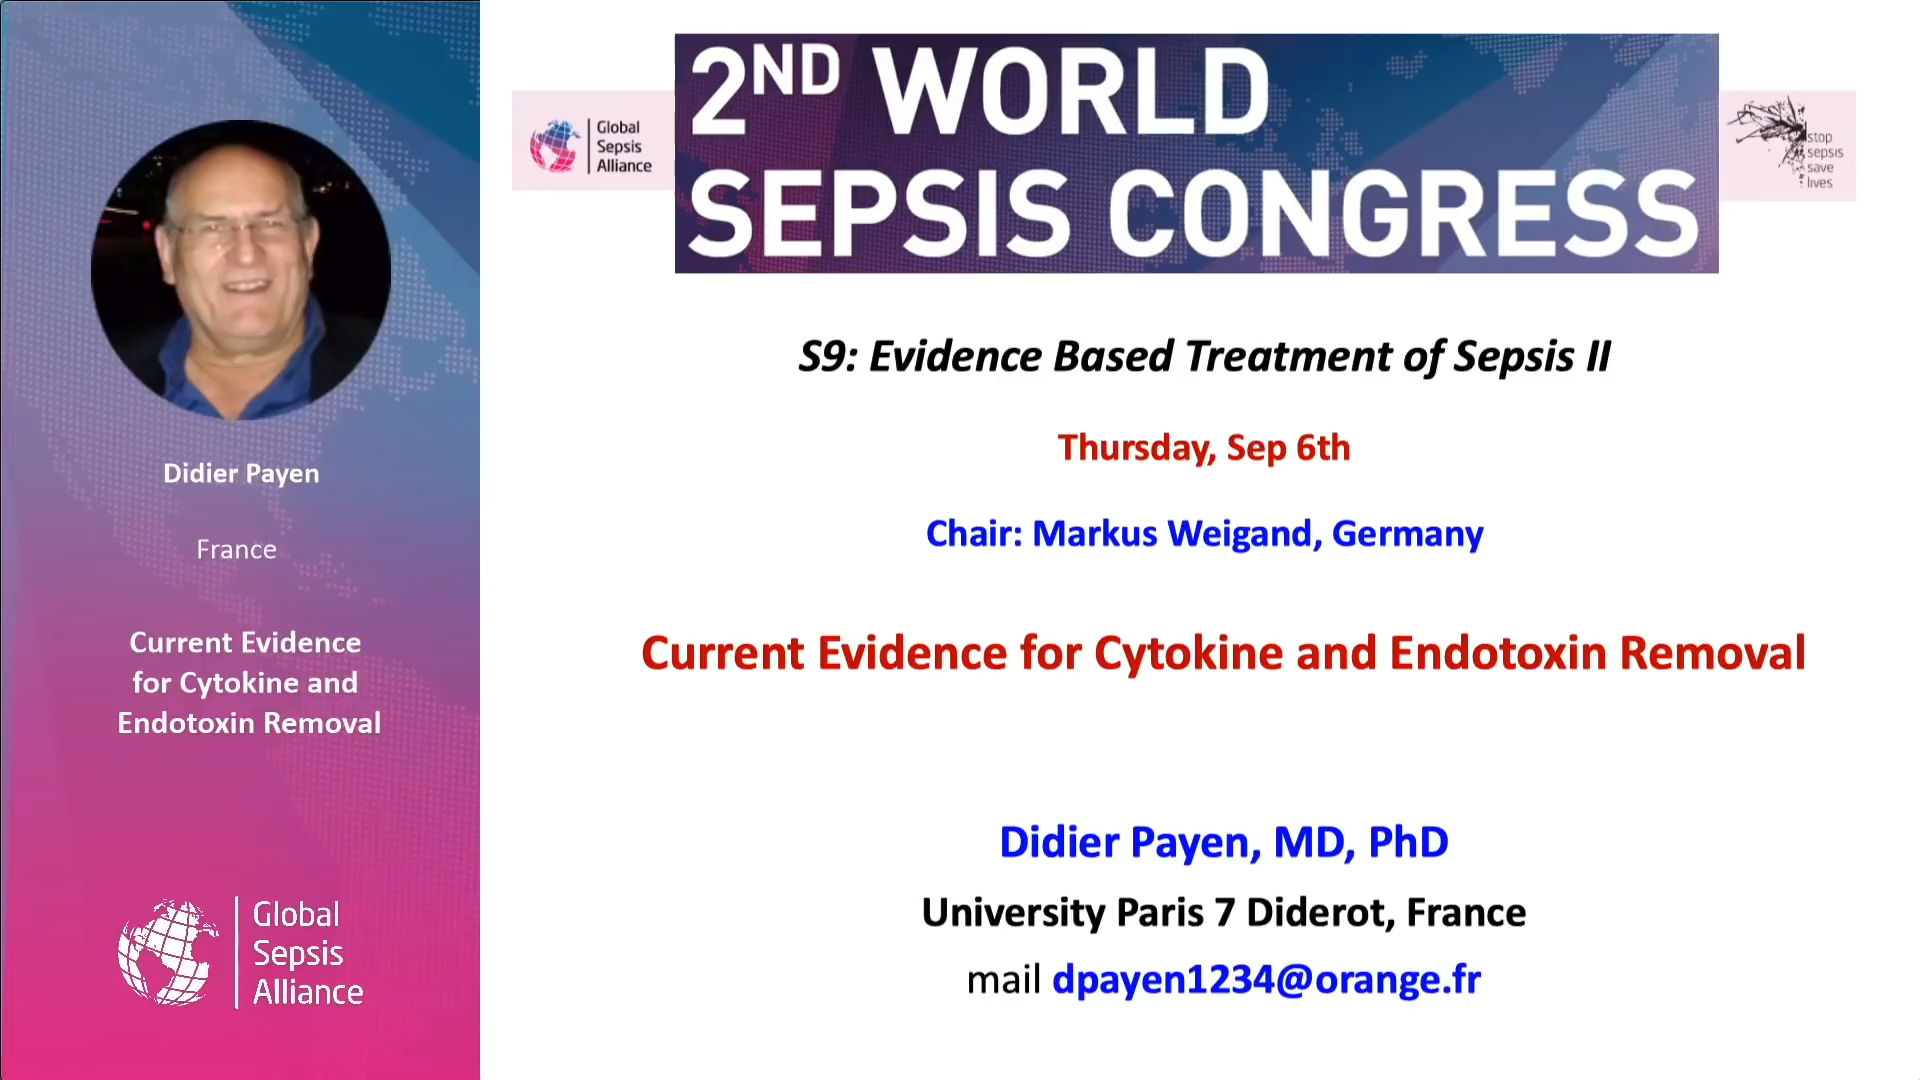 Didier Payen
France
Current Evidence
for Cytokine and
Endotoxin Removal
Global
Sepsis
Alliance
Global
Sepsis
Alliance
2ND WORLD
SEPSIS CONGRESS
stop
sepsis
save
lives
S9: Evidence Based Treatment of Sepsis II
Thursday, Sep 6th
Chair: Markus Weigand, Germany
Current Evidence for Cytokine and Endotoxin Removal
Didier Payen, MD, PhD
University Paris 7 Diderot, France
mail dpayen1234@orange.fr